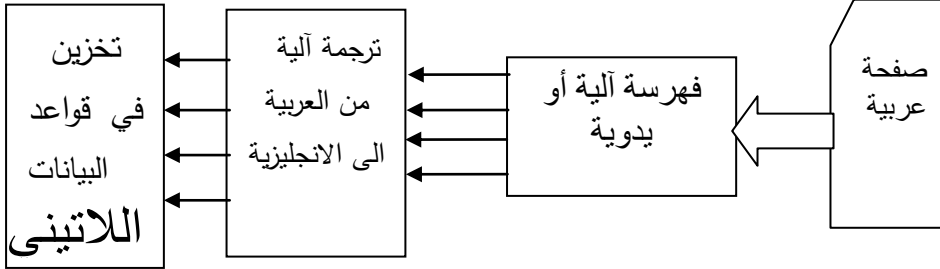 صفحة
عربية
فهرسة آلية أو
يدوية
ترجمة آلية
من العربية
الى الانجليزية
تخزين
في قواعد
البيانات
اللاتينى